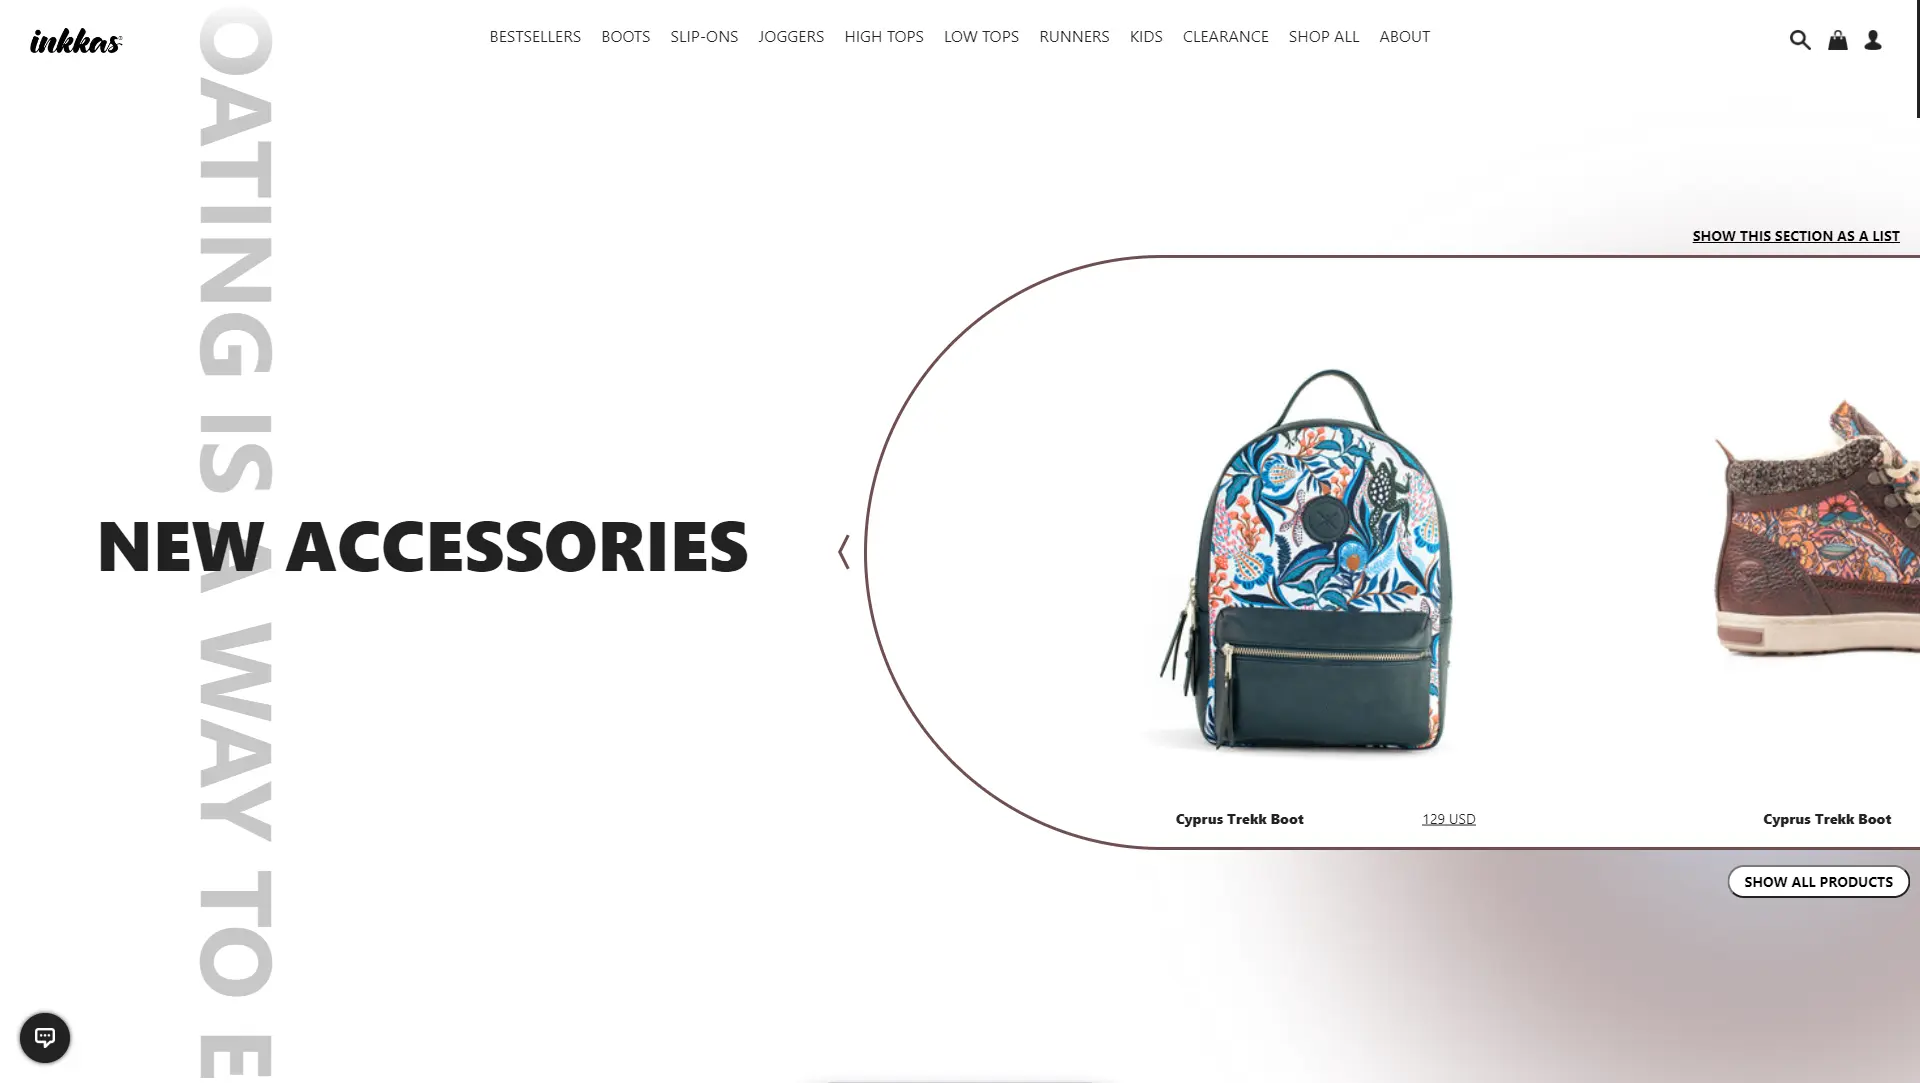 inkkas
BESTSELLERS BOOTS SLIP-ONS JOGGERS HIGH TOPS LOW TOPS RUNNERS KIDS CLEARANCE SHOP ALL ABOUT
OATING IS A WAY TO E
SHOW THIS SECTION AS A LIST
NEW ACCESSORIES
Cyprus Trekk Boot 129 USD
Cyprus Trekk Boot
SHOW ALL PRODUCTS